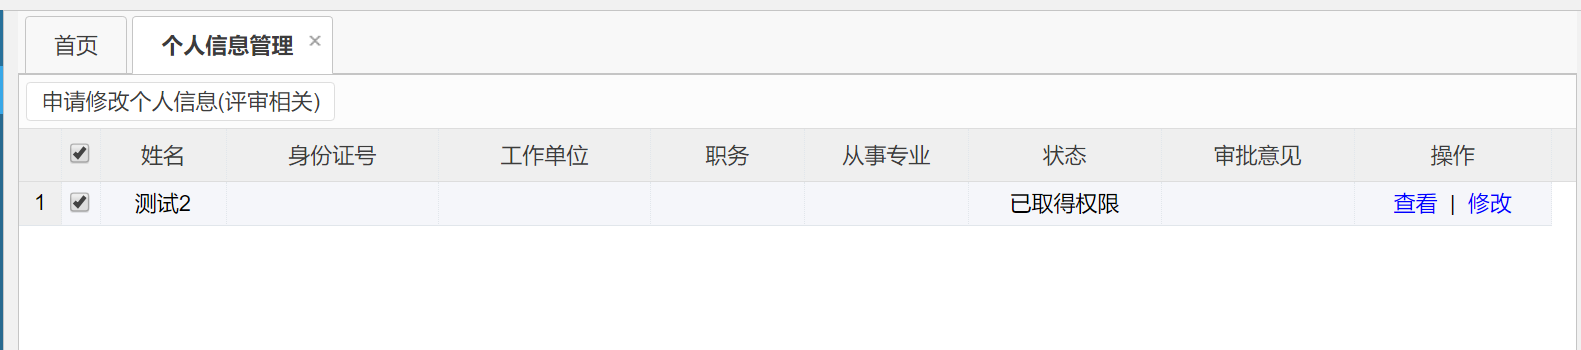 首页 个人信息管理 ×
申请修改个人信息(评审相关)
姓名 身份证号 工作单位 职务 从事专业 状态 审批意见 操作
1 测试2 已取得权限 查看 | 修改